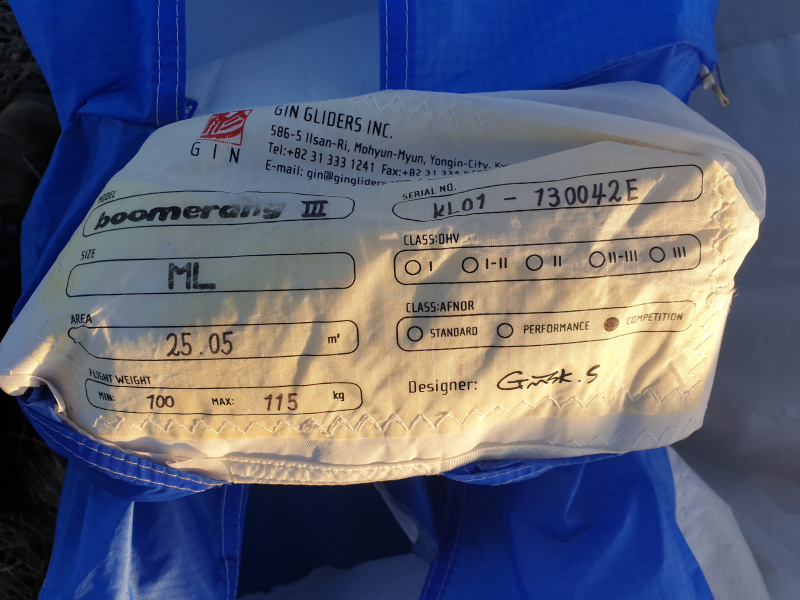 GIN
GIN GLIDERS INC.
586-5 Ilsan-Ri, Mohyun-Myun, Yongin-City,
Tel:+82 31 333 1241 Fax:+82 31 334
E-mail: gin@gingliders.com
MODEL
boomerang III
SERIAL NO.
KL01 - 130042E
SIZE
ML
CLASS:DHV
I I-II II II-III III
AREA
25.05 m²
CLASS:AFNOR
STANDARD PERFORMANCE COMPETITION
FLIGHT WEIGHT
MIN: 100 MAX: 115 kg
Designer: